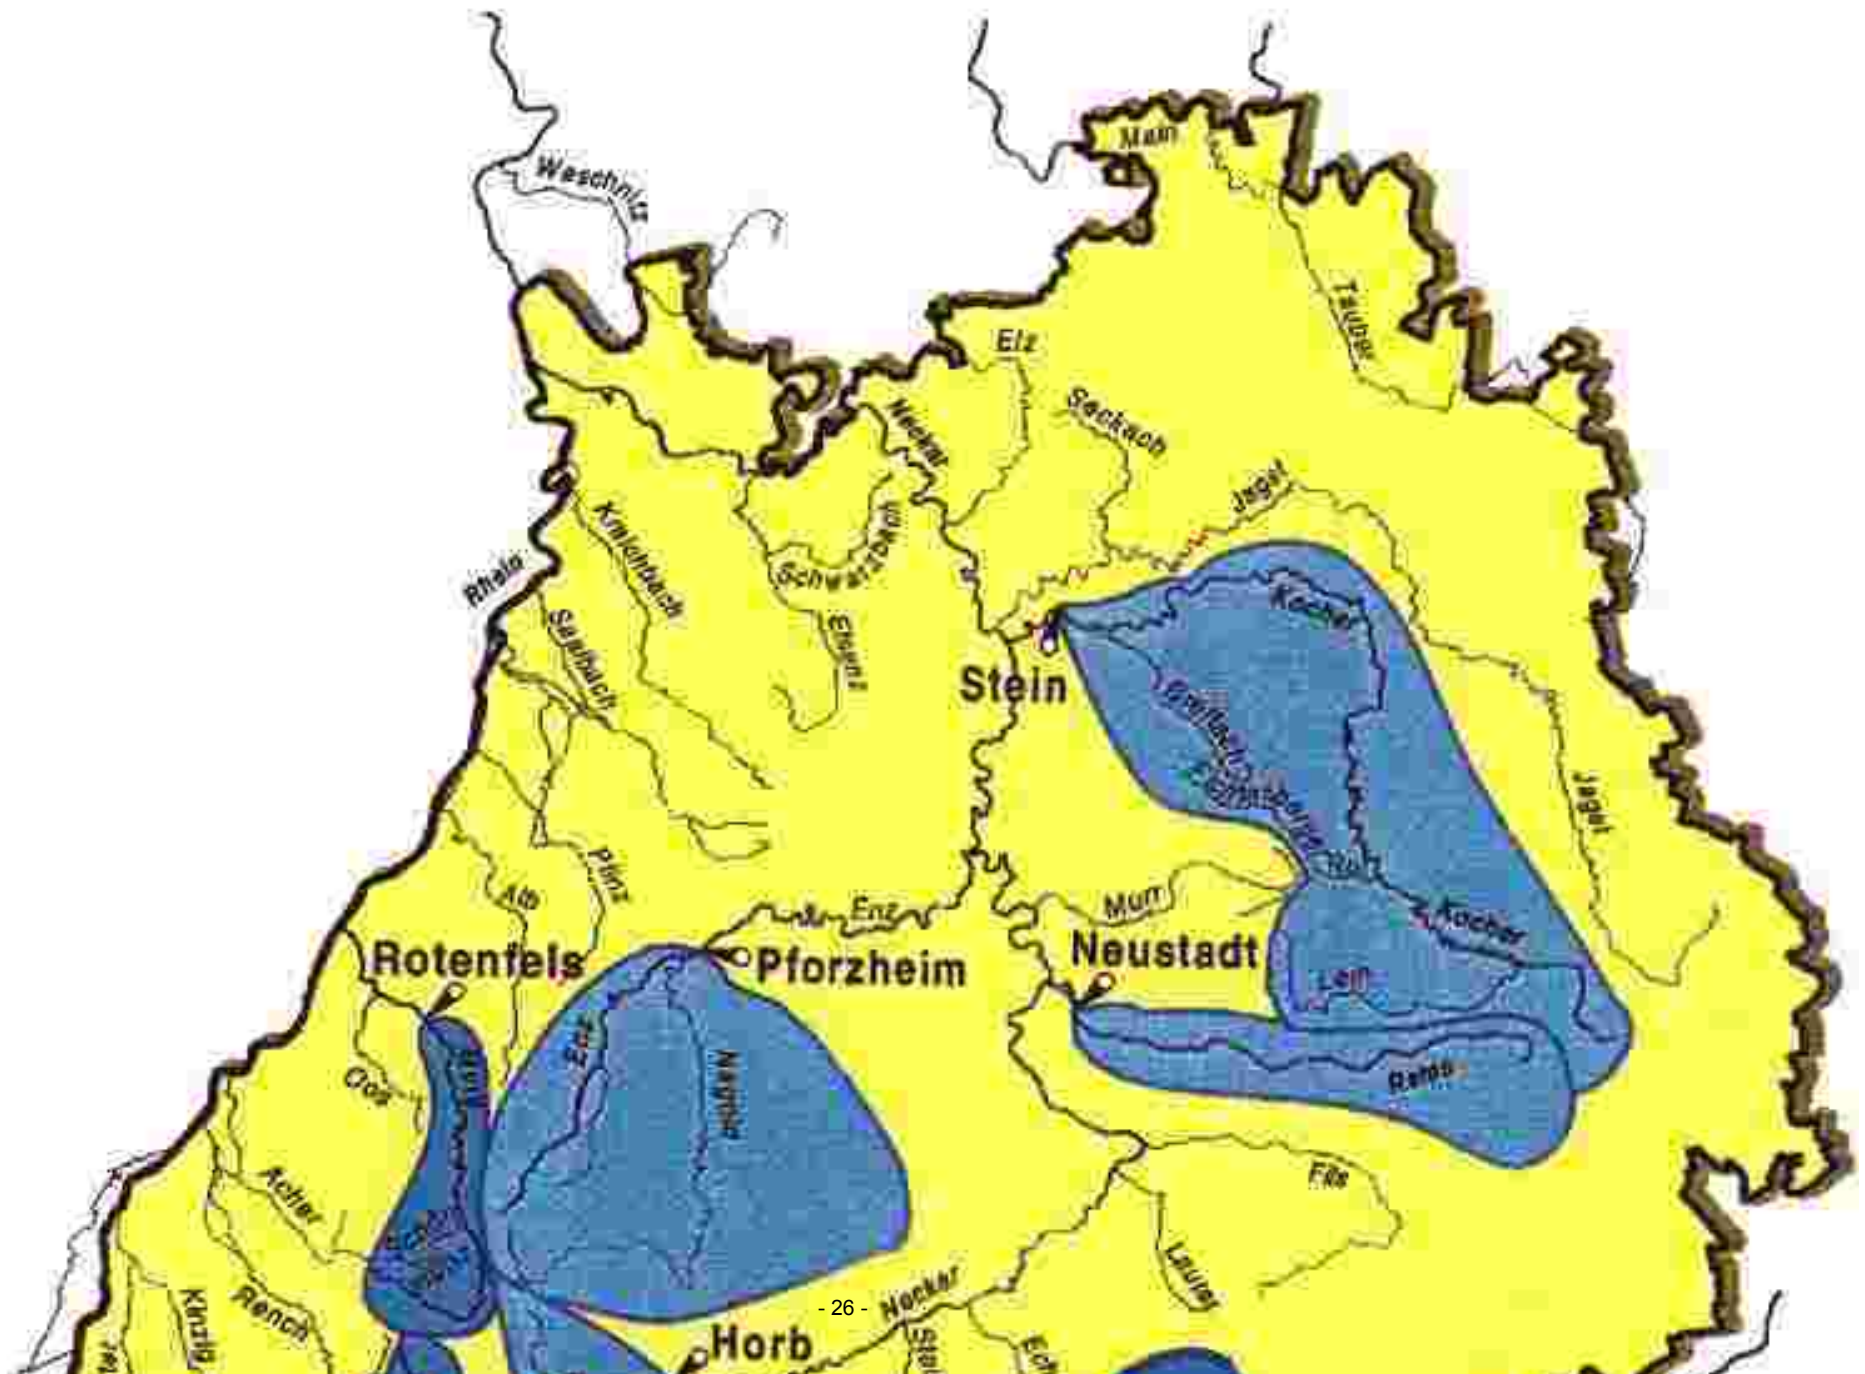 Main
Weschnitz
Tauber
Elz
Seckach
Neckar
Jagst
Kraichbach
Schwarzbach
Rhein
Kocher
Saalbach
Elsenz
Stein
Jagst
Rot
Pfinz
Alb
Enz
Murr
Kocher
Neustadt
Rotenfels
Pforzheim
Lein
Enz
Nagold
Rems
Oos
Murg
Fils
Acher
Lauter
Neckar
Rench
Kinzig
- 26 -
Horb